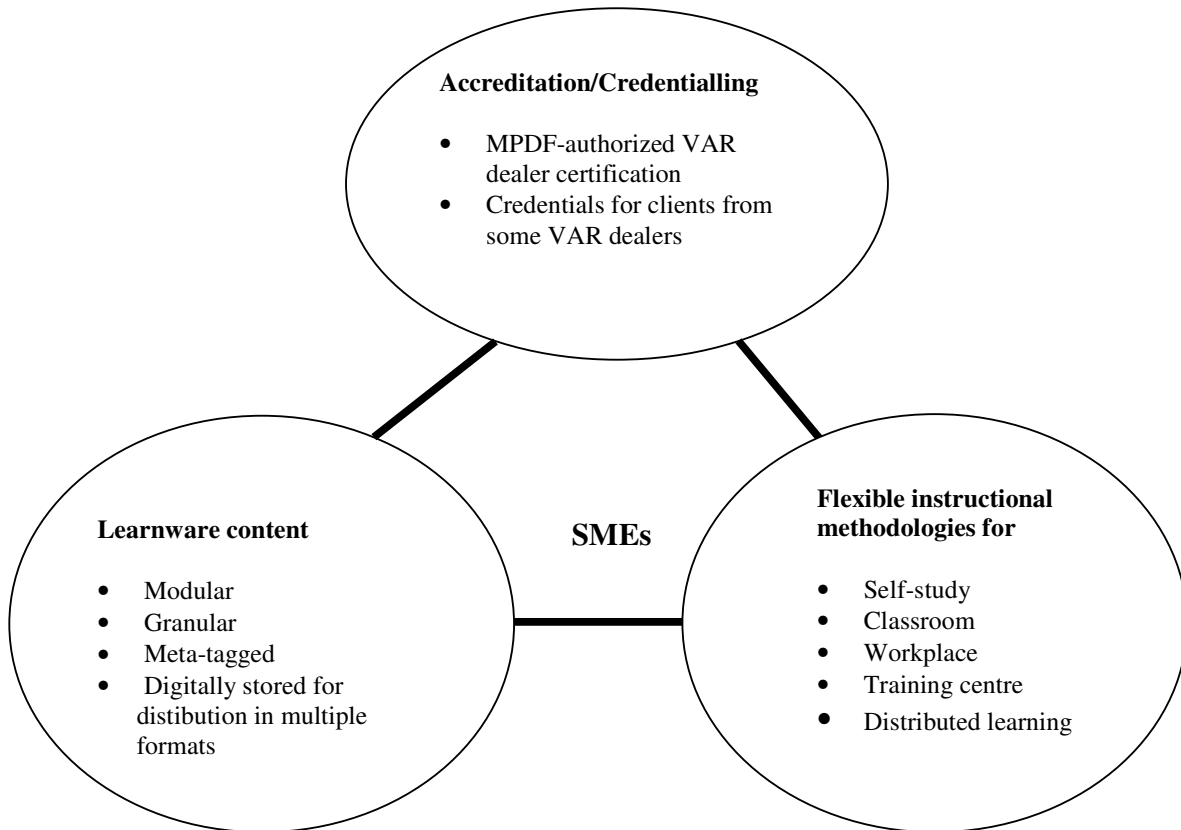 Accreditation/Credentialling
• MPDF-authorized VAR
dealer certification
• Credentials for clients from
some VAR dealers
Learnware content
• Modular
• Granular
• Meta-tagged
• Digitally stored for
distibution in multiple
formats
SMEs
Flexible instructional
methodologies for
• Self-study
• Classroom
• Workplace
• Training centre
• Distributed learning